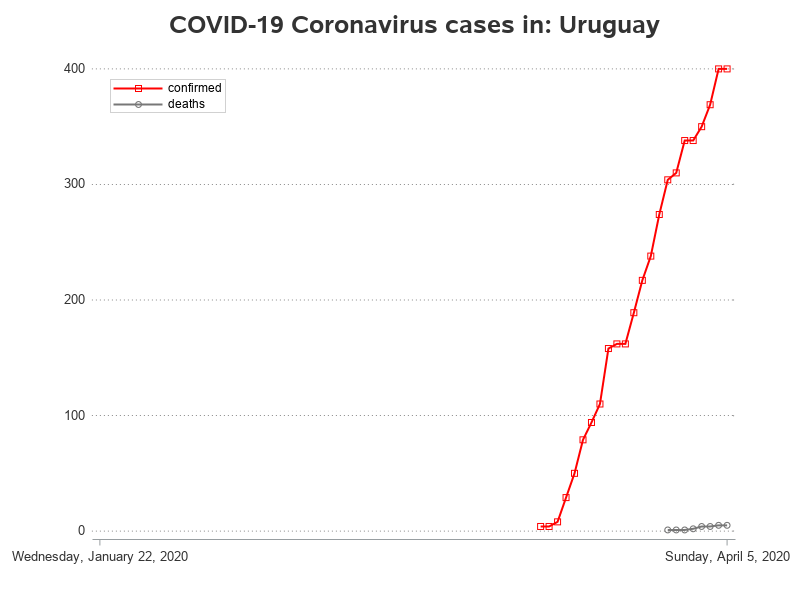 COVID-19 Coronavirus cases in: Uruguay
400
confirmed
deaths
300
200
100
0
Wednesday, January 22, 2020 Sunday, April 5, 2020